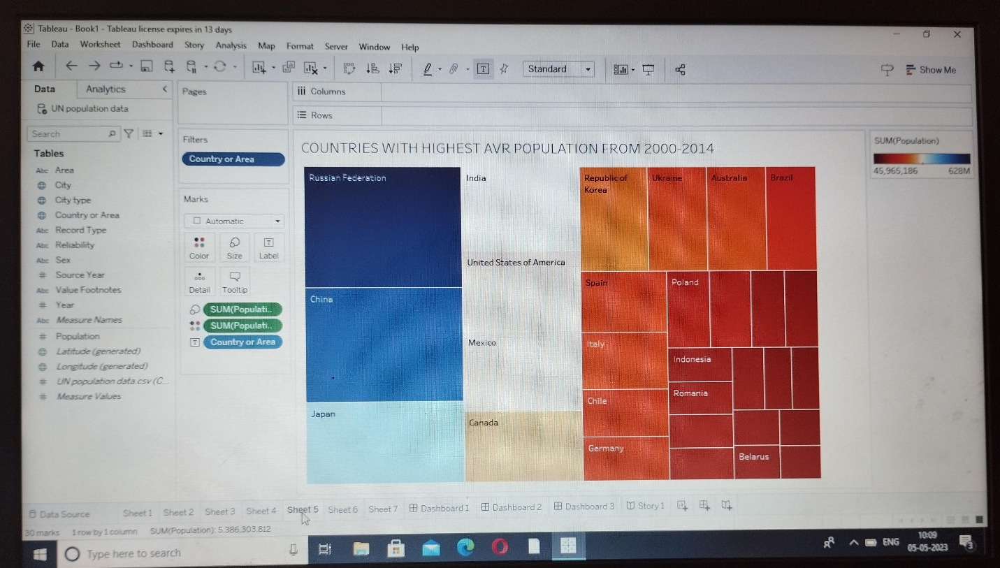 Tableau - Book1 - Tableau license expires in 13 days
File Data Worksheet Dashboard Story Analysis Map Format Server Window Help
Standard
Show Me
Data Analytics
UN population data
Search
Tables
Abc Area
City
City type
Country or Area
Abc Record Type
Abc Reliability
Abc Sex
# Source Year
Abc Value Footnotes
# Year
Abc Measure Names
# Population
Latitude (generated)
Longitude (generated)
# UN population data.csv (C...
# Measure Values
Pages
Filters
Country or Area
Marks
Automatic
Color Size Label
Detail Tooltip
SUM(Populati..
SUM(Populati..
Country or Area
Columns
Rows
COUNTRIES WITH HIGHEST AVR POPULATION FROM 2000-2014
Russian Federation
China
Japan
India
United States of America
Mexico
Canada
Republic of
Korea
Ukraine
Australia
Brazil
Spain
Italy
Chile
Germany
Poland
Indonesia
Romania
Belarus
SUM(Population)
45,965,186 628M
Data Source Sheet 1 Sheet 2 Sheet 3 Sheet 4 Sheet 5 Sheet 6 Sheet 7 Dashboard 1 Dashboard 2 Dashboard 3 Story 1
30 marks 1 row by 1 column SUM(Population): 5,386,303,812
Type here to search
ENG
10:09
05-05-2023
3